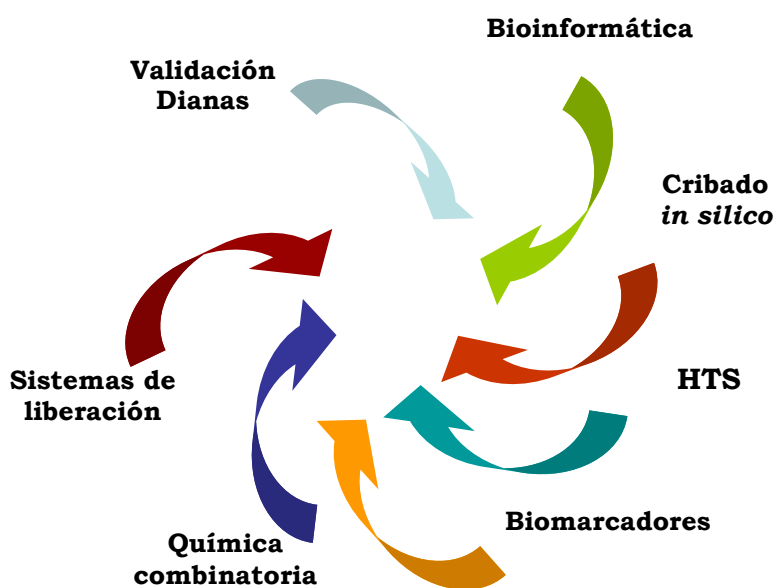 Bioinformática
Validación
Dianas
Cribado
in silico
Sistemas de
liberación
HTS
Biomarcadores
Química
combinatoria